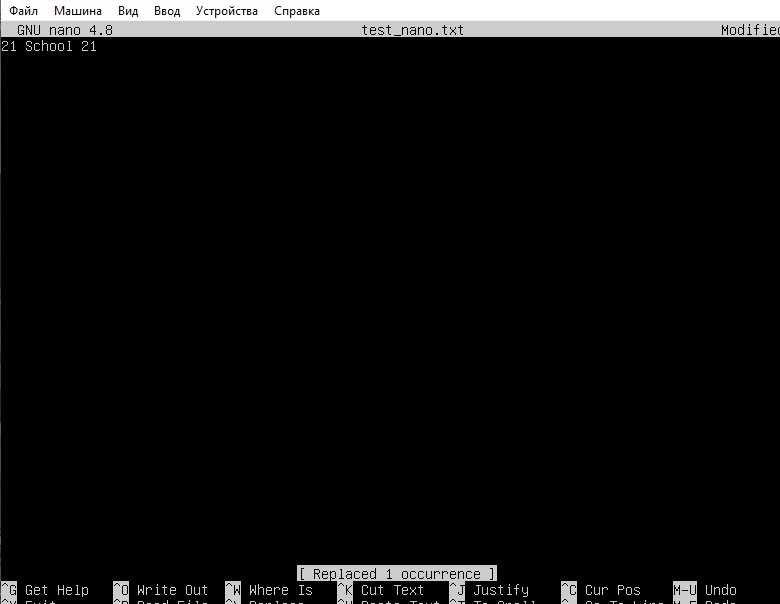 Файл Машина Вид Ввод Устройства Справка
GNU nano 4.8 test_nano.txt Modified
21 School 21
[ Replaced 1 occurrence ]
^G Get Help ^O Write Out ^W Where Is ^K Cut Text ^J Justify ^C Cur Pos M-U Undo